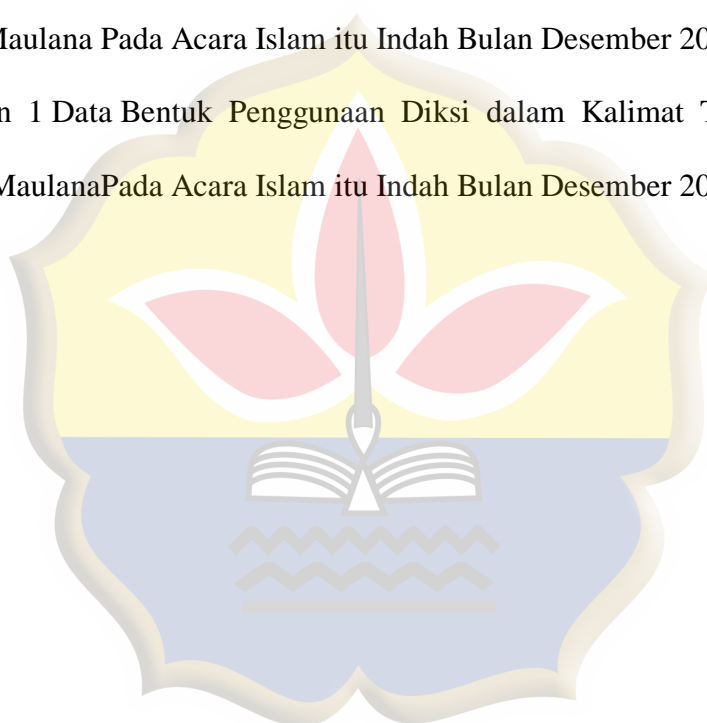 Maulana Pada Acara Islam itu Indah Bulan Desember 20
n 1 Data Bentuk Penggunaan Diksi dalam Kalimat T
MaulanaPada Acara Islam itu Indah Bulan Desember 20